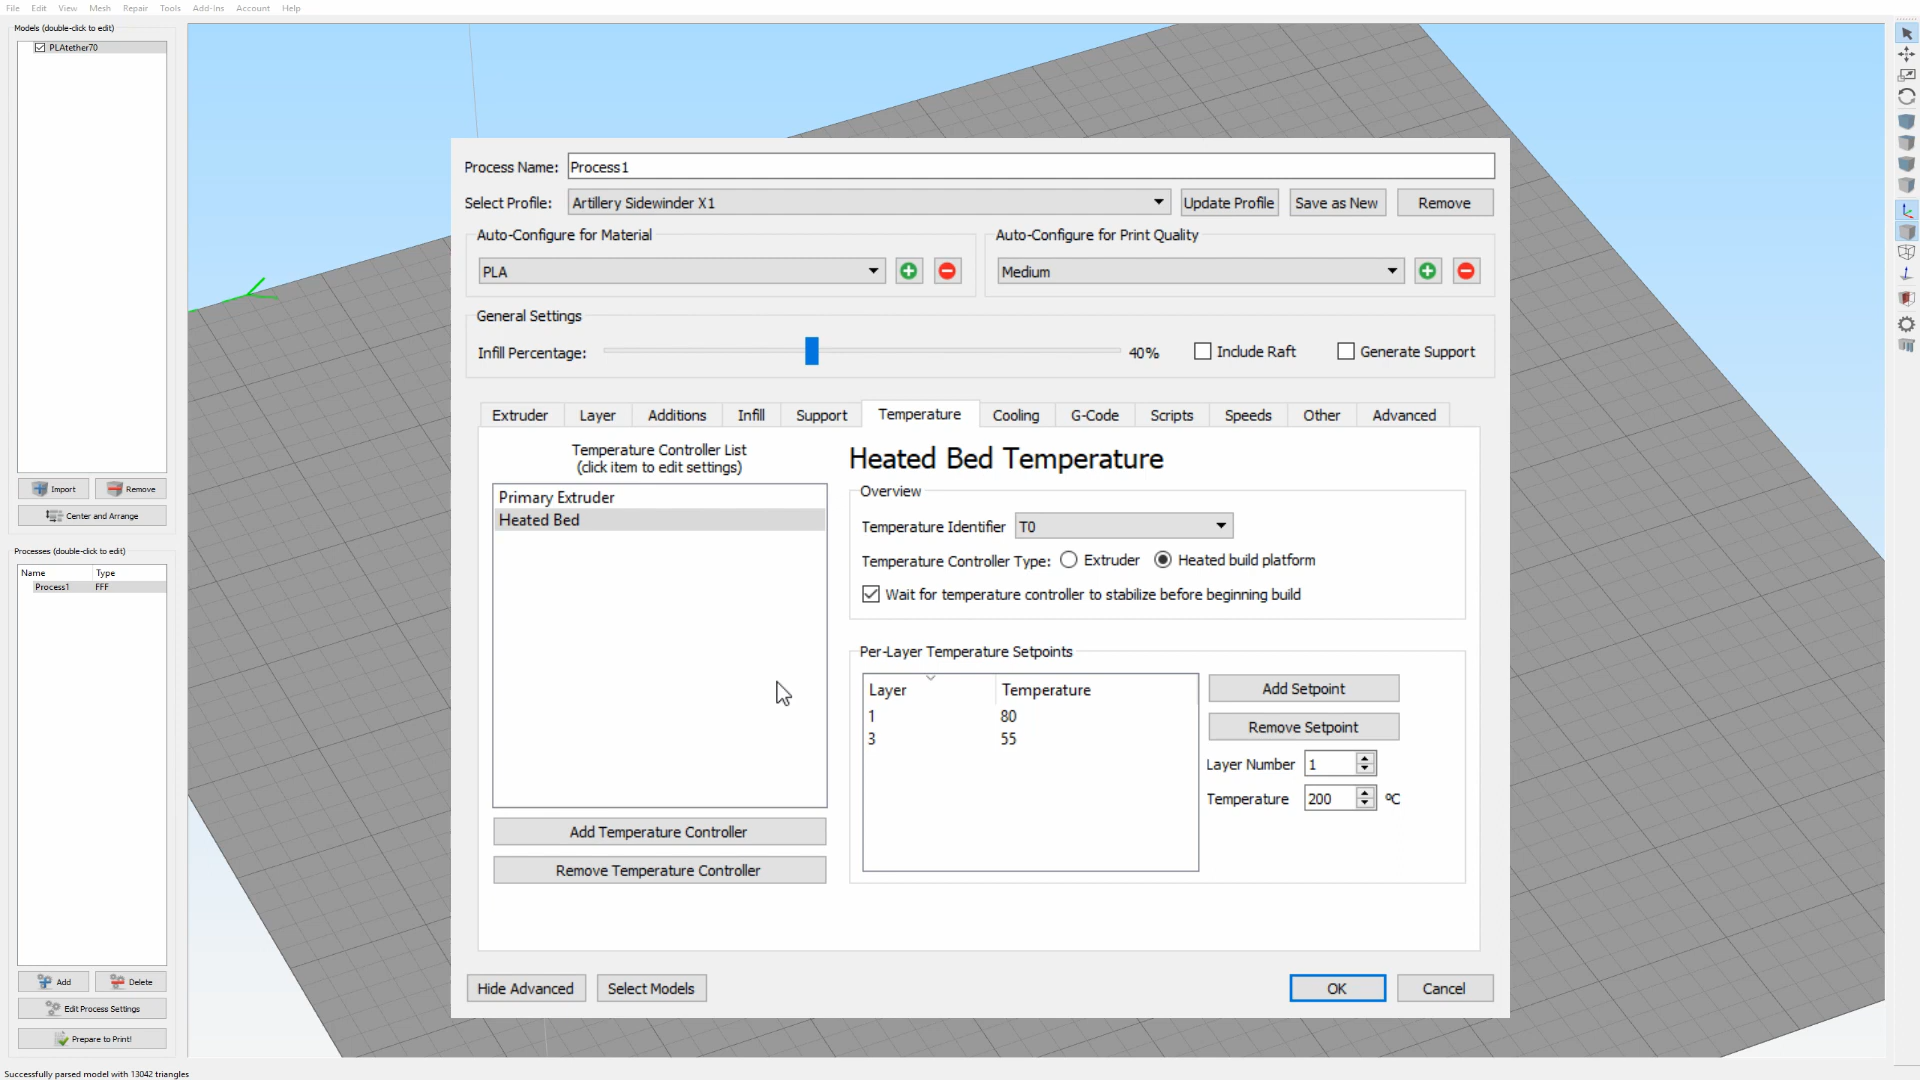 File Edit View Mesh Repair Tools Add-Ins Account Help
Models (double-click to edit)
PLAtether70
Import Remove
Center and Arrange
Processes (double-click to edit)
Name Type
Process1 FFF
Add Delete
Edit Process Settings
Prepare to Print!
Successfully parsed model with 13042 triangles
Process Name: Process1
Select Profile: Artillery Sidewinder X1 Update Profile Save as New Remove
Auto-Configure for Material Auto-Configure for Print Quality
PLA Medium
General Settings
Infill Percentage: 40% Include Raft Generate Support
Extruder Layer Additions Infill Support Temperature Cooling G-Code Scripts Speeds Other Advanced
Temperature Controller List
(click item to edit settings)
Primary Extruder
Heated Bed
Add Temperature Controller
Remove Temperature Controller
Heated Bed Temperature
Overview
Temperature Identifier T0
Temperature Controller Type: Extruder Heated build platform
Wait for temperature controller to stabilize before beginning build
Per-Layer Temperature Setpoints
Layer Temperature
1 80
3 55
Add Setpoint
Remove Setpoint
Layer Number 1
Temperature 200 ºC
Hide Advanced Select Models OK Cancel